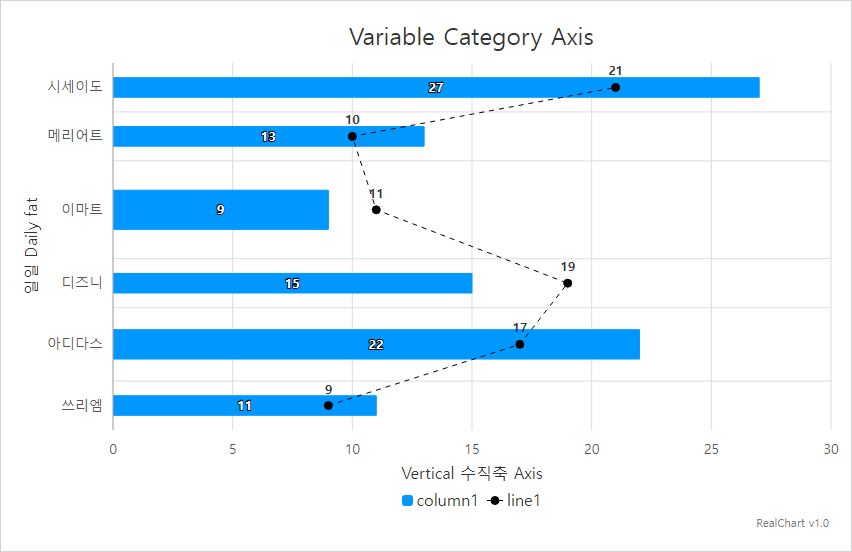 Variable Category Axis
일일 Daily fat
시세이도 27 21
메리어트 13 10
이마트 9 11
디즈니 15 19
아디다스 22 17
쓰리엠 11 9
0 5 10 15 20 25 30
Vertical 수직축 Axis
column1 line1
RealChart v1.0